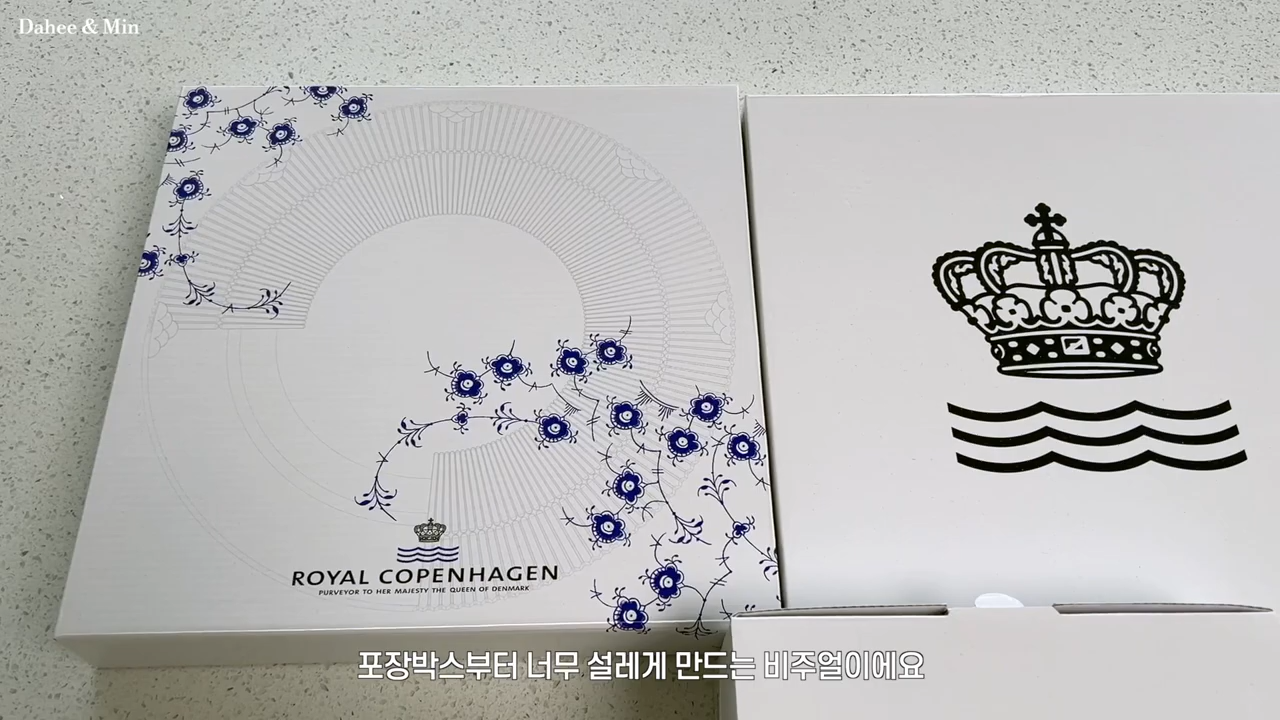 Dahee & Min
ROYAL COPENHAGEN
PURVEYOR TO HER MAJESTY THE QUEEN OF DENMARK
포장박스부터 너무 설레게 만드는 비주얼이에요